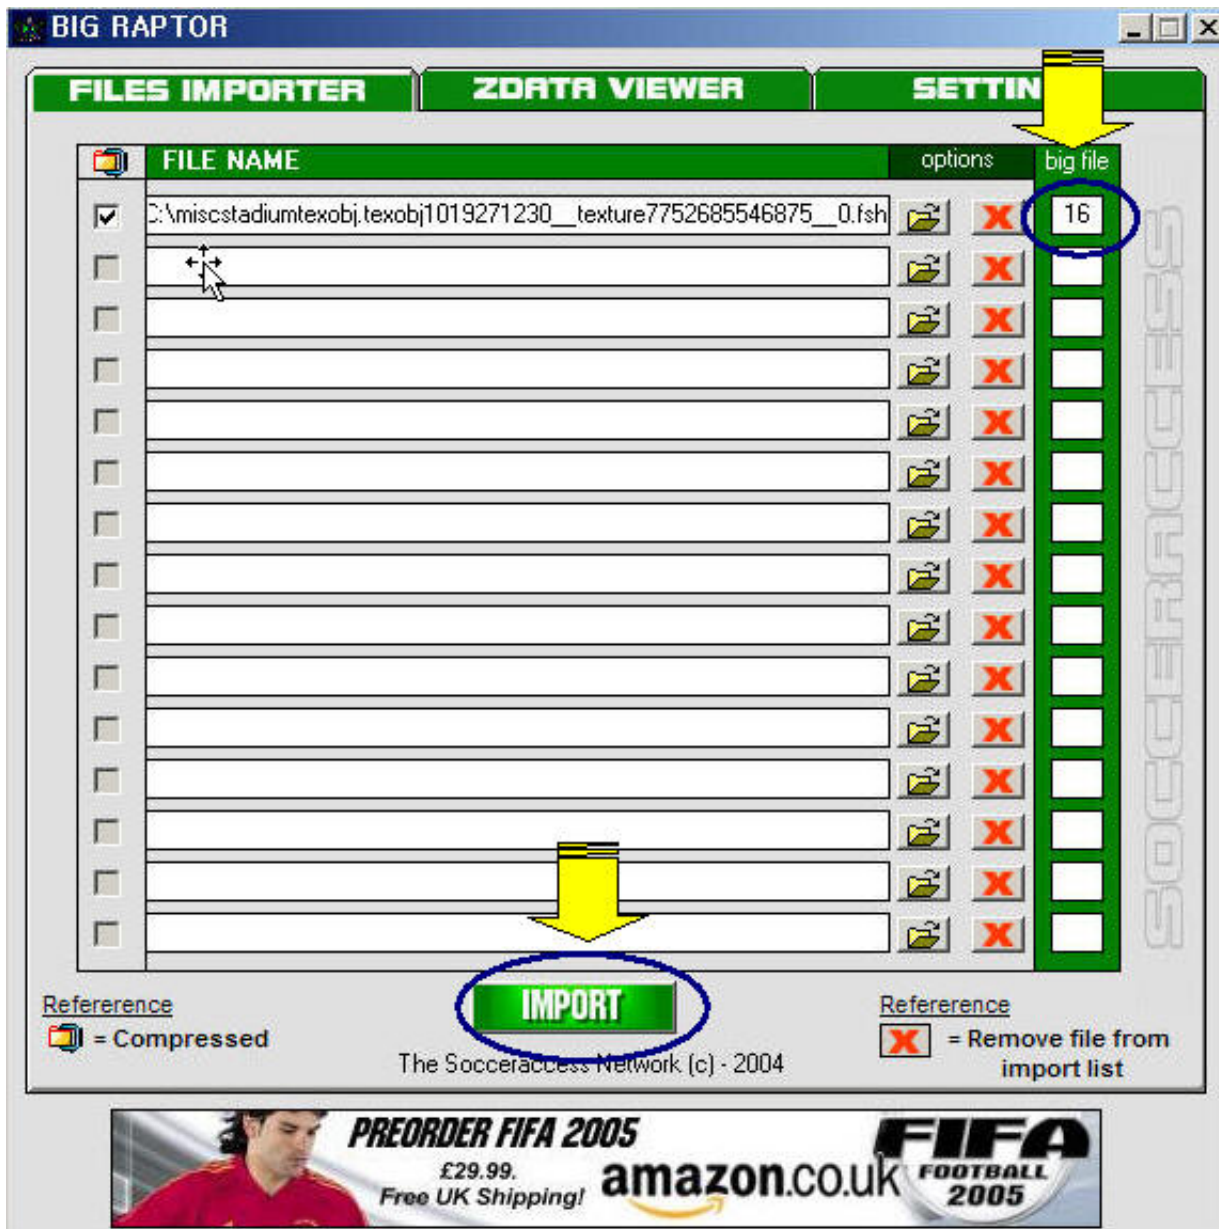 BIG RAPTOR
FILES IMPORTER
ZDATA VIEWER
SETTIN
FILE NAME
options
big file
C:\miscstadiumtexobj.texobj1019271230__texture7752685546875__0.fsh
16
SOCCERACCESS
IMPORT
Refererence
= Compressed
The Socceraccess Network (c) - 2004
Refererence
X = Remove file from
import list
PREORDER FIFA 2005
£29.99.
Free UK Shipping!
amazon.co.uk
FIFA
FOOTBALL
2005